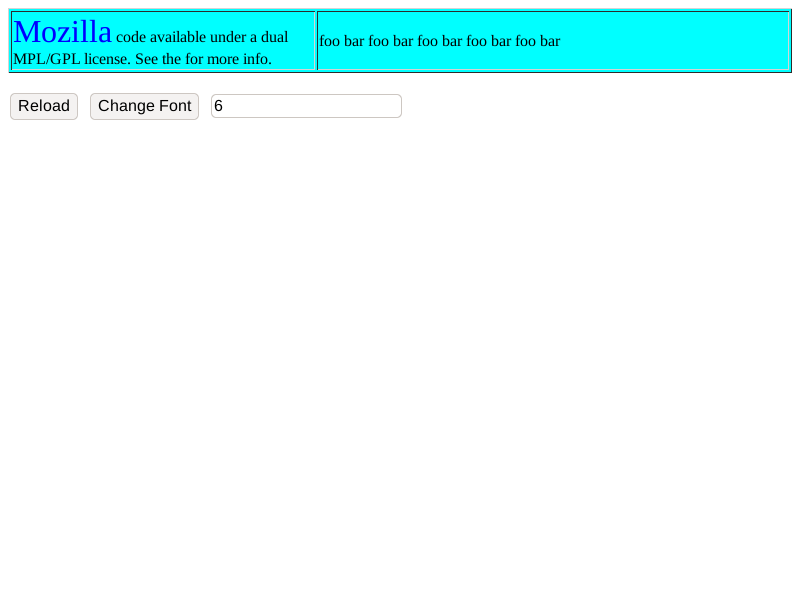 Mozilla code available under a dual
MPL/GPL license. See the for more info.
foo bar foo bar foo bar foo bar foo bar
Reload Change Font 6